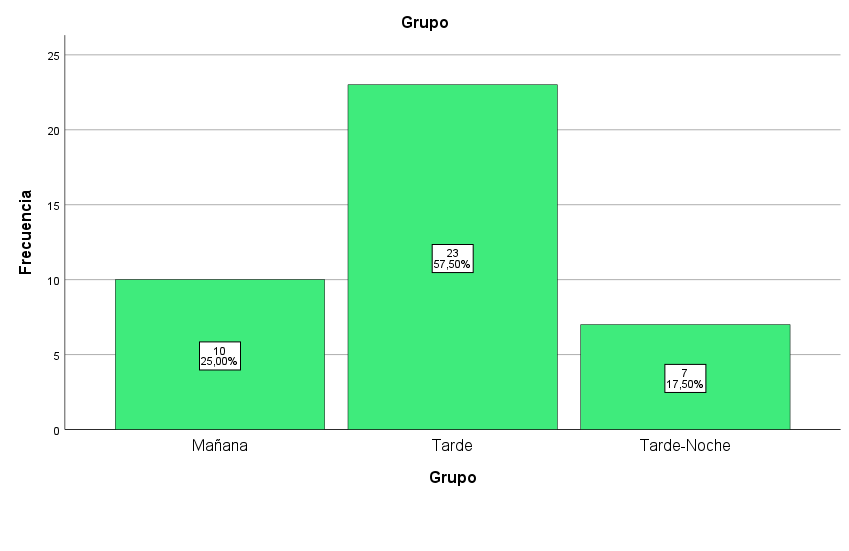 Grupo
25
20
15
10
5
0
Frecuencia
10
25,00%
23
57,50%
7
17,50%
Mañana
Tarde
Tarde-Noche
Grupo